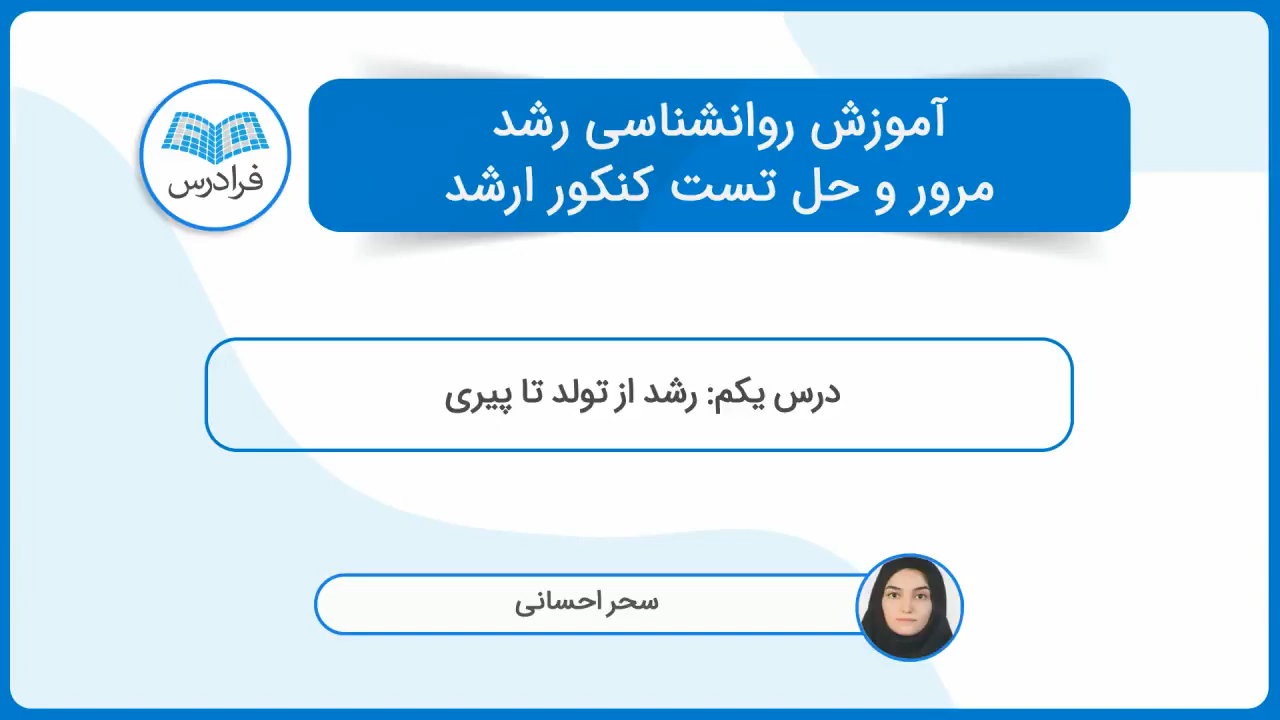 آموزش روانشناسی رشد
مرور و حل تست کنکور ارشد
فرادرس
درس یکم: رشد از تولد تا پیری
سحر احسانی